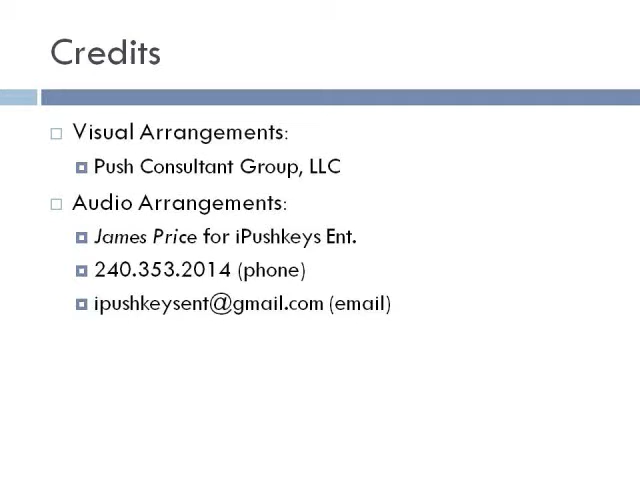 Credits
Visual Arrangements:
Push Consultant Group, LLC
Audio Arrangements:
James Price for iPushkeys Ent.
240.353.2014 (phone)
ipushkeysent@gmail.com (email)